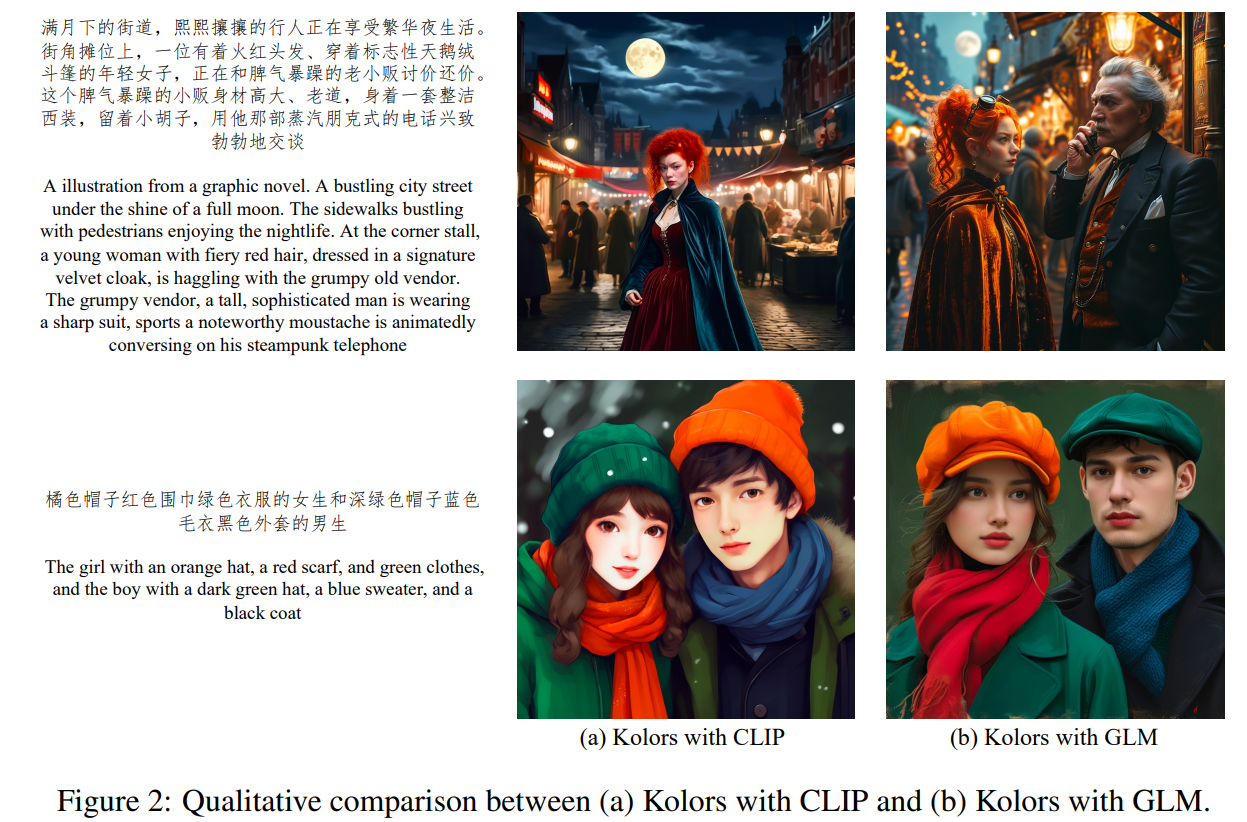 满月下的街道，熙熙攘攘的行人正在享受繁华夜生活。
街角摊位上，一位有着火红头发、穿着标志性天鹅绒
斗篷的年轻女子，正在和脾气暴躁的老小贩讨价还价。
这个脾气暴躁的小贩身材高大、老道，身着一套整洁
西装，留着小胡子，用他那部蒸汽朋克式的电话兴致
勃勃地交谈
A illustration from a graphic novel. A bustling city street
under the shine of a full moon. The sidewalks bustling
with pedestrians enjoying the nightlife. At the corner stall,
a young woman with fiery red hair, dressed in a signature
velvet cloak, is haggling with the grumpy old vendor.
The grumpy vendor, a tall, sophisticated man is wearing
a sharp suit, sports a noteworthy moustache is animatedly
conversing on his steampunk telephone
橘色帽子红色围巾绿色衣服的女生和深绿色帽子蓝色
毛衣黑色外套的男生
The girl with an orange hat, a red scarf, and green clothes,
and the boy with a dark green hat, a blue sweater, and a
black coat
(a) Kolors with CLIP
(b) Kolors with GLM
Figure 2: Qualitative comparison between (a) Kolors with CLIP and (b) Kolors with GLM.